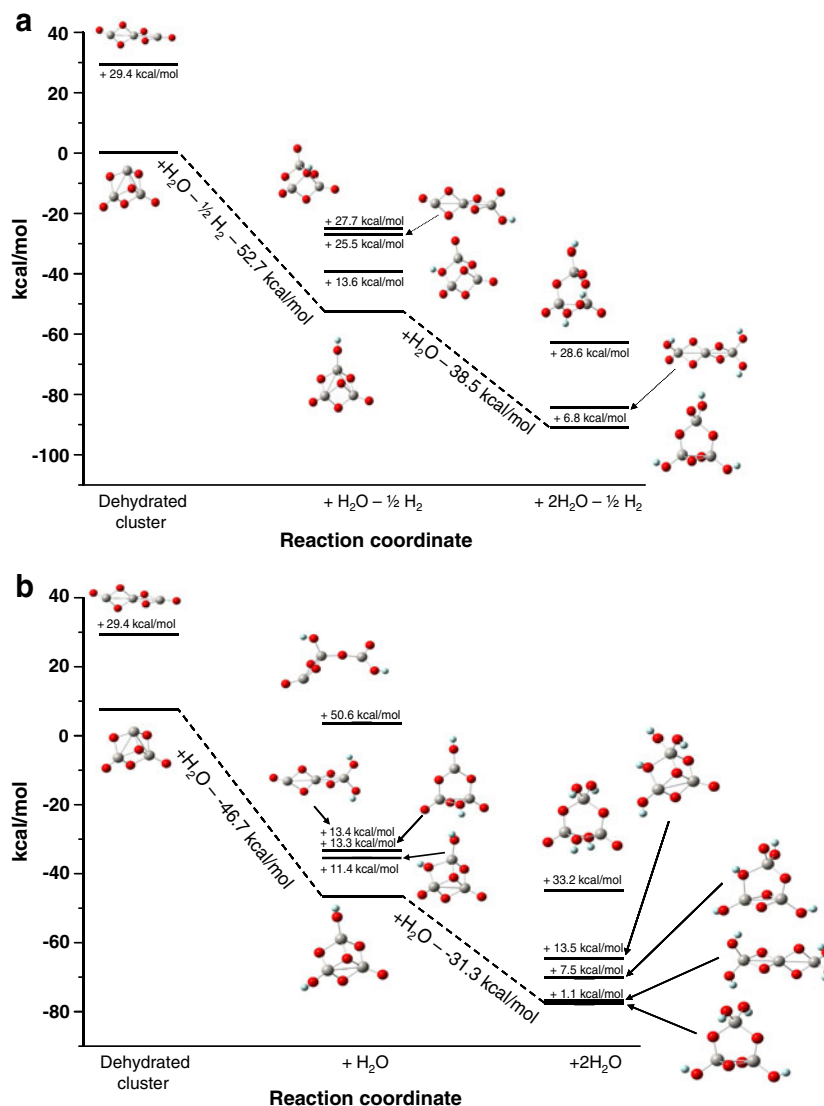 a
40
20
0
-20
-40
-60
-80
-100
kcal/mol
+ 29.4 kcal/mol
+H₂O – ½ H₂ – 52.7 kcal/mol
+ 27.7 kcal/mol
+ 25.5 kcal/mol
+ 13.6 kcal/mol
+H₂O – 38.5 kcal/mol
+ 28.6 kcal/mol
+ 6.8 kcal/mol
Dehydrated
cluster
+ H₂O – ½ H₂
+ 2H₂O – ½ H₂
Reaction coordinate
b
40
20
0
-20
-40
-60
-80
kcal/mol
+ 29.4 kcal/mol
+H₂O – -46.7 kcal/mol
+ 50.6 kcal/mol
+ 13.4 kcal/mol
+ 13.3 kcal/mol
+ 11.4 kcal/mol
+H₂O – -31.3 kcal/mol
+ 33.2 kcal/mol
+ 13.5 kcal/mol
+ 7.5 kcal/mol
+ 1.1 kcal/mol
Dehydrated
cluster
+ H₂O
+2H₂O
Reaction coordinate